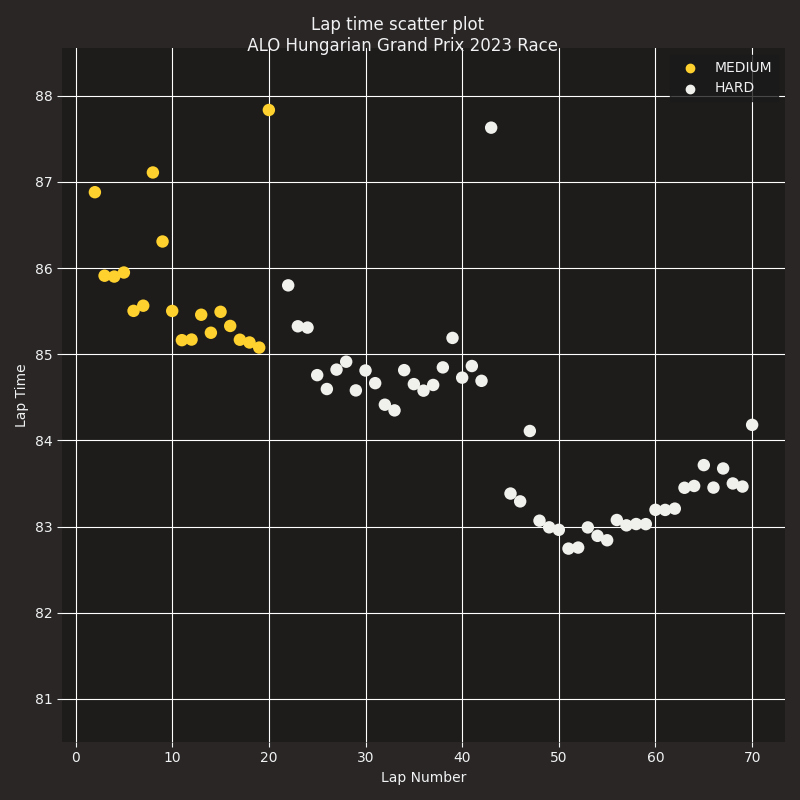 Lap time scatter plot
ALO Hungarian Grand Prix 2023 Race
MEDIUM
HARD
88
87
86
85
84
83
82
81
Lap Time
0 10 20 30 40 50 60 70
Lap Number